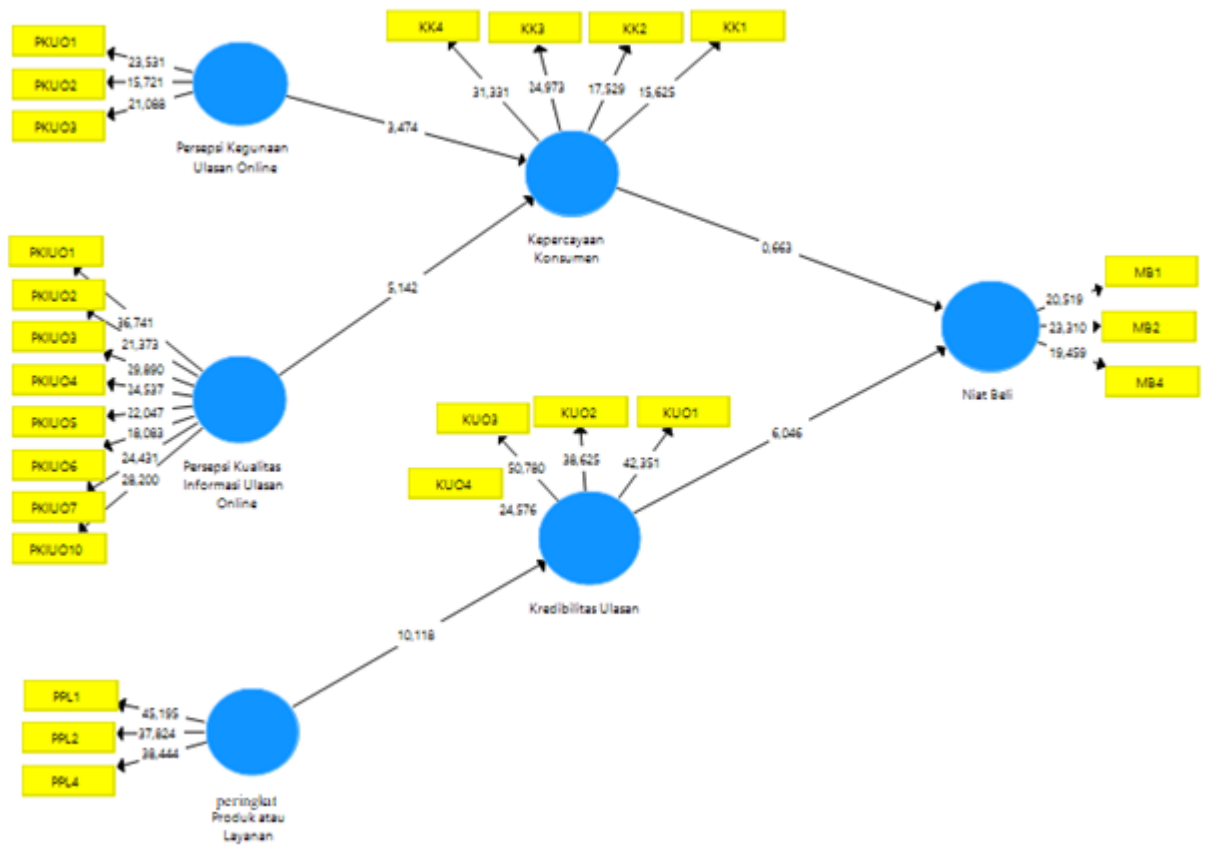 PKUO1
PKUO2
PKUO3
23,531
15,721
21,088
Persepsi Kegunaan
Ulasan Online
3,474
KK4
KK3
KK2
KK1
31,331
24,973
17,529
15,625
Kepercayaan
Konsumen
PKIUO1
PKIUO2
PKIUO3
PKIUO4
PKIUO5
PKIUO6
PKIUO7
PKIUO10
36,741
21,373
29,890
24,537
22,047
18,083
24,431
28,200
Persepsi Kualitas
Informasi Ulasan
Online
5,142
0,663
KUO3
KUO2
KUO1
KUO4
50,780
38,625
42,351
24,576
Kredibilitas Ulasan
6,046
MB1
MB2
MB4
20,519
23,310
19,459
Niat Beli
10,118
PPL1
PPL2
PPL4
45,195
37,824
38,444
peringkat
Produk atau
Layanan